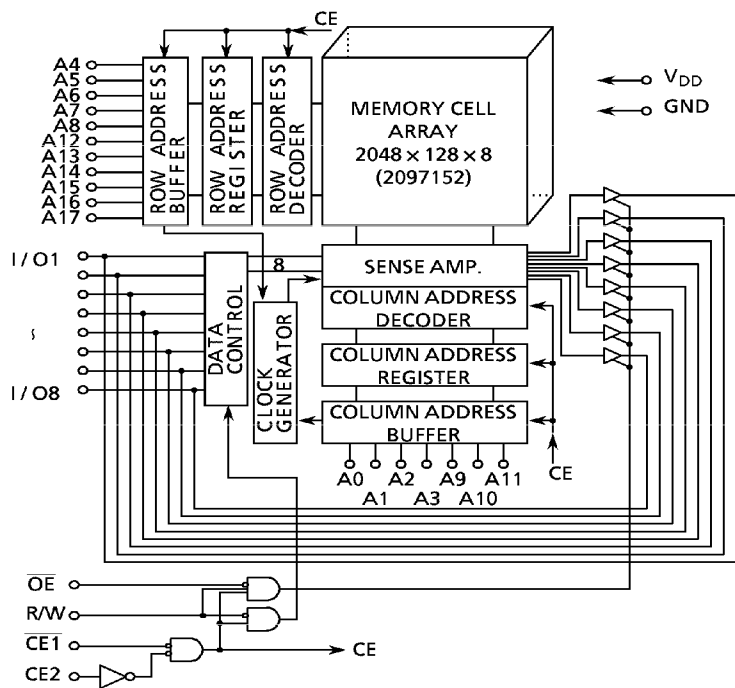 CE
A4
A5
A6
A7
A8
A12
A13
A14
A15
A16
A17
ROW ADDRESS
BUFFER
ROW ADDRESS
REGISTER
ROW ADDRESS
DECODER
MEMORY CELL
ARRAY
2048 × 128 × 8
(2097152)
VDD
GND
I / O1
~
I / O8
DATA
CONTROL
8
CLOCK
GENERATOR
SENSE AMP.
COLUMN ADDRESS
DECODER
COLUMN ADDRESS
REGISTER
COLUMN ADDRESS
BUFFER
A0
A2
A9
A11
A1
A3
A10
CE
OE
R/W
CE1
CE2
CE